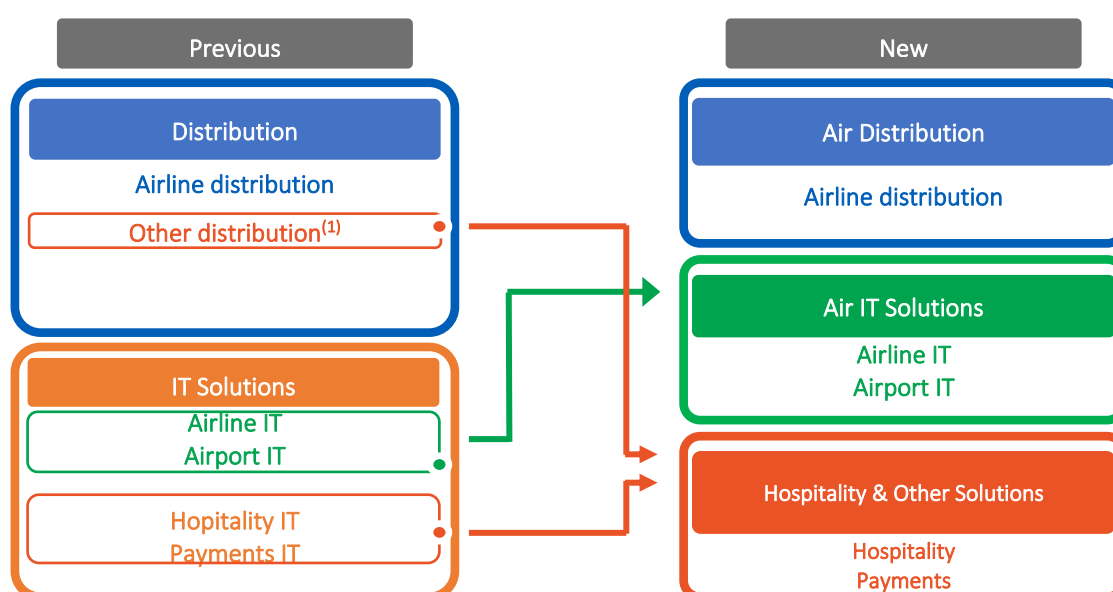 Previous
New
Distribution
Airline distribution
Other distribution(1)
IT Solutions
Airline IT
Airport IT
Hopitality IT
Payments IT
Air Distribution
Airline distribution
Air IT Solutions
Airline IT
Airport IT
Hospitality & Other Solutions
Hospitality
Payments